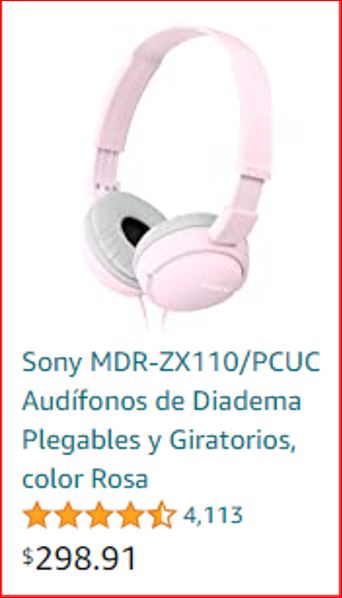 Sony MDR-ZX110/PCUC
Audífonos de Diadema
Plegables y Giratorios,
color Rosa
4,113
$298.91